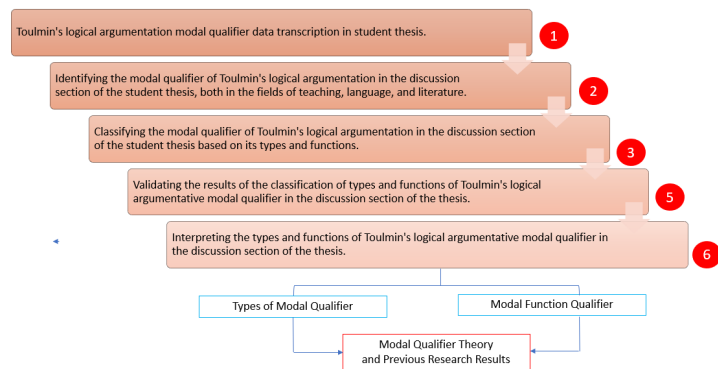 Toulmin's logical argumentation modal qualifier data transcription in student thesis.
1
Identifying the modal qualifier of Toulmin's logical argumentation in the discussion
section of the student thesis, both in the fields of teaching, language, and literature.
2
Classifying the modal qualifier of Toulmin's logical argumentation in the discussion section
of the student thesis based on its types and functions.
3
Validating the results of the classification of types and functions of Toulmin's logical
argumentative modal qualifier in the discussion section of the thesis.
5
Interpreting the types and functions of Toulmin's logical argumentative modal qualifier in
the discussion section of the thesis.
6
Types of Modal Qualifier
Modal Function Qualifier
Modal Qualifier Theory
and Previous Research Results